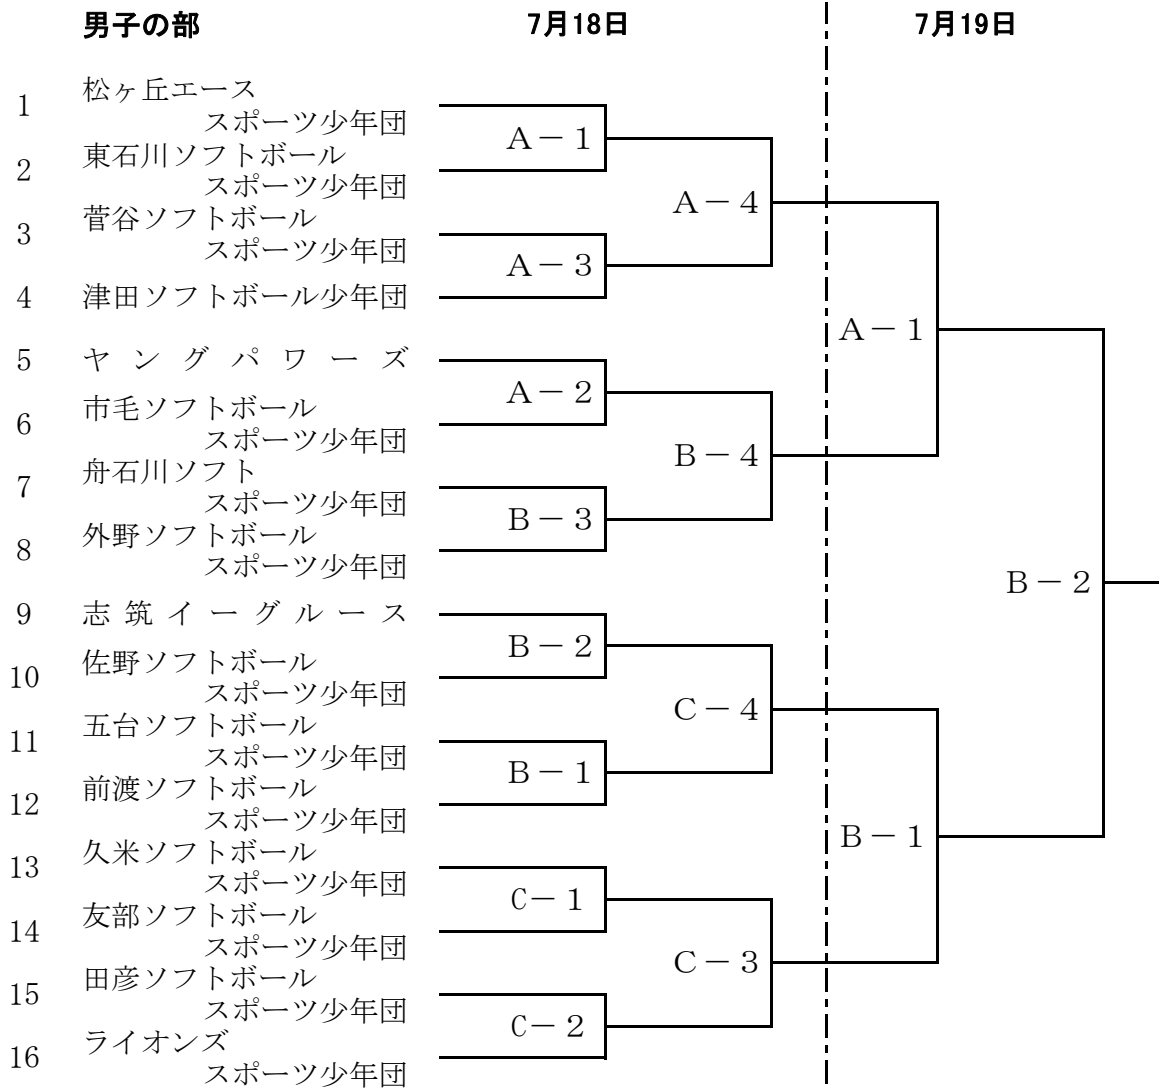 男子の部 7月18日 7月19日
1 松ヶ丘エース
スポーツ少年団
2 東石川ソフトボール
スポーツ少年団
3 菅谷ソフトボール
スポーツ少年団
4 津田ソフトボール少年団
5 ヤングパワーズ
6 市毛ソフトボール
スポーツ少年団
7 舟石川ソフト
スポーツ少年団
8 外野ソフトボール
スポーツ少年団
9 志筑イーグルース
10 佐野ソフトボール
スポーツ少年団
11 五台ソフトボール
スポーツ少年団
12 前渡ソフトボール
スポーツ少年団
13 久米ソフトボール
スポーツ少年団
14 友部ソフトボール
スポーツ少年団
15 田彦ソフトボール
スポーツ少年団
16 ライオンズ
スポーツ少年団
A－1
A－3
A－2
B－3
B－2
B－1
C－1
C－2
A－4
B－4
C－4
C－3
A－1
B－1
B－2